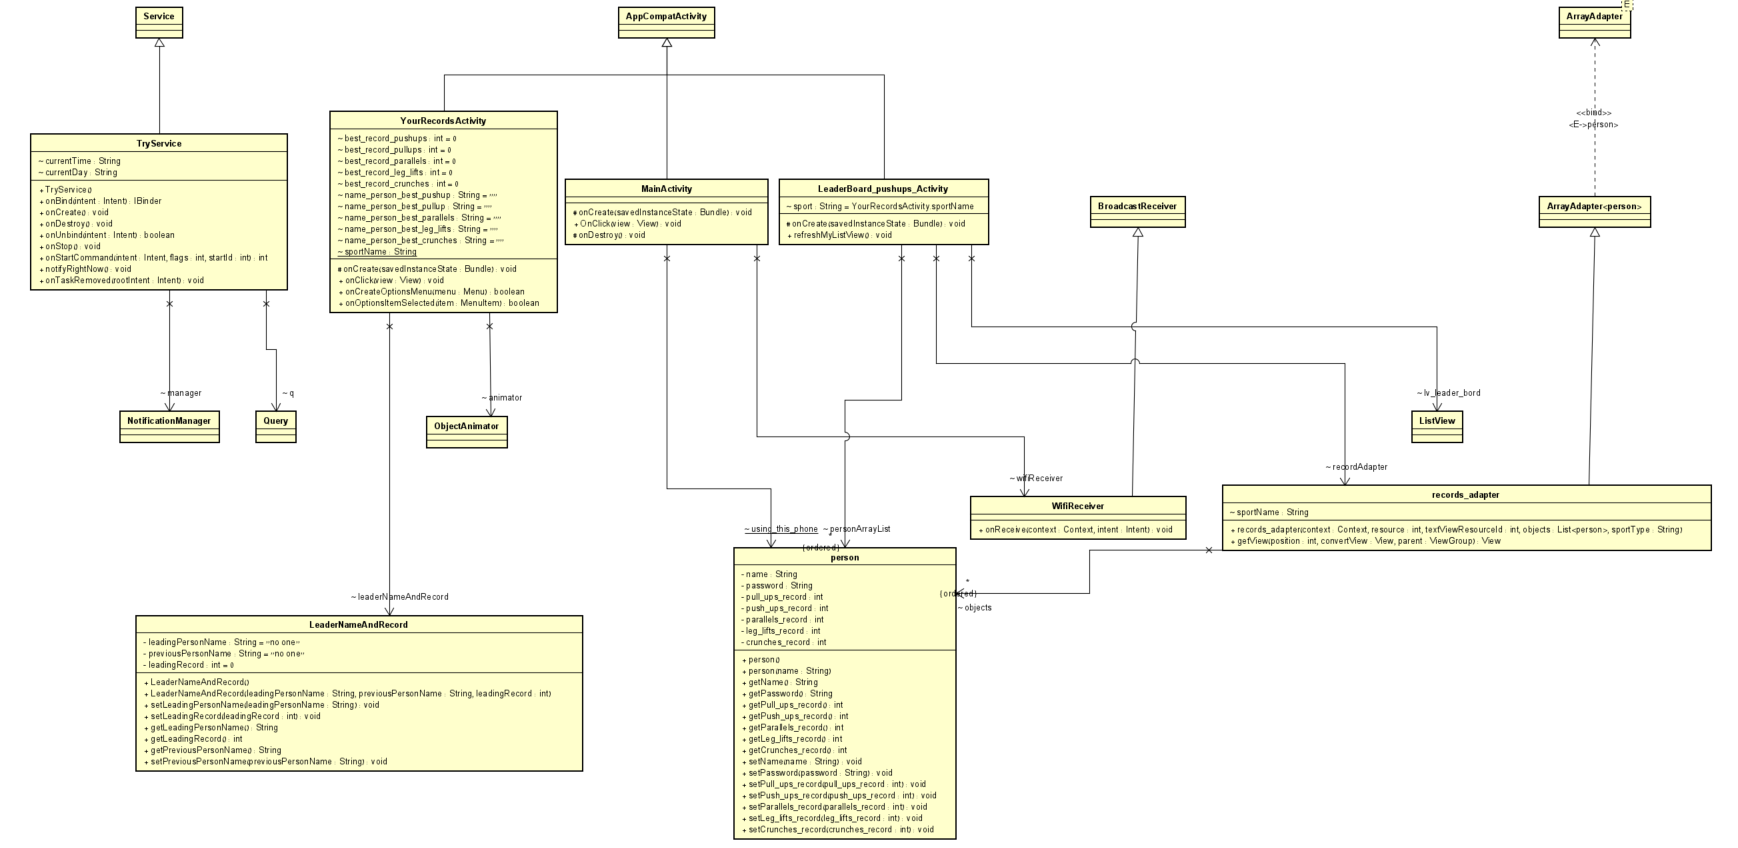 Service
AppCompatActivity
ArrayAdapter
E
<<bind>>
<E->person>
TryService
~ currentTime : String
~ currentDay : String
+ TryService()
+ onBind(intent : Intent) : IBinder
+ onCreate() : void
+ onDestroy() : void
+ onUnbind(intent : Intent) : boolean
+ onStop() : void
+ onStartCommand(intent : Intent, flags : int, startId : int) : int
+ notifyRightNow() : void
+ onTaskRemoved(rootIntent : Intent) : void
YourRecordsActivity
~ best_record_pushups : int = 0
~ best_record_pullups : int = 0
~ best_record_parallels : int = 0
~ best_record_leg_lifts : int = 0
~ best_record_crunches : int = 0
~ name_person_best_pushup : String = ""
~ name_person_best_pullup : String = ""
~ name_person_best_parallels : String = ""
~ name_person_best_leg_lifts : String = ""
~ name_person_best_crunches : String = ""
~ sportName : String
# onCreate(savedInstanceState : Bundle) : void
+ onClick(view : View) : void
+ onCreateOptionsMenu(menu : Menu) : boolean
+ onOptionsItemSelected(item : MenuItem) : boolean
MainActivity
# onCreate(savedInstanceState : Bundle) : void
+ OnClick(view : View) : void
# onDestroy() : void
LeaderBoard_pushups_Activity
~ sport : String = YourRecordsActivity.sportName
# onCreate(savedInstanceState : Bundle) : void
+ refreshMyListView() : void
BroadcastReceiver
ArrayAdapter<person>
~ manager
~ q
~ animator
~ lv_leader_bord
NotificationManager
Query
ObjectAnimator
ListView
~ recordAdapter
~ wifiReceiver
WifiReceiver
+ onReceive(context : Context, intent : Intent) : void
records_adapter
~ sportName : String
+ records_adapter(context : Context, resource : int, textViewResourceId : int, objects : List<person>, sportType : String)
+ getView(position : int, convertView : View, parent : ViewGroup) : View
~ using_this_phone
~ personArrayList
*
{ordered}
person
- name : String
- password : String
- pull_ups_record : int
- push_ups_record : int
- parallels_record : int
- leg_lifts_record : int
- crunches_record : int
+ person()
+ person(name : String)
+ getName() : String
+ getPassword() : String
+ getPull_ups_record() : int
+ getPush_ups_record() : int
+ getParallels_record() : int
+ getLeg_lifts_record() : int
+ getCrunches_record() : int
+ setName(name : String) : void
+ setPassword(password : String) : void
+ setPull_ups_record(pull_ups_record : int) : void
+ setPush_ups_record(push_ups_record : int) : void
+ setParallels_record(parallels_record : int) : void
+ setLeg_lifts_record(leg_lifts_record : int) : void
+ setCrunches_record(crunches_record : int) : void
*
{ordered}
~ objects
~ leaderNameAndRecord
LeaderNameAndRecord
- leadingPersonName : String = "no one"
- previousPersonName : String = "no one"
- leadingRecord : int = 0
+ LeaderNameAndRecord()
+ LeaderNameAndRecord(leadingPersonName : String, previousPersonName : String, leadingRecord : int)
+ setLeadingPersonName(leadingPersonName : String) : void
+ setLeadingRecord(leadingRecord : int) : void
+ getLeadingPersonName() : String
+ getLeadingRecord() : int
+ getPreviousPersonName() : String
+ setPreviousPersonName(previousPersonName : String) : void